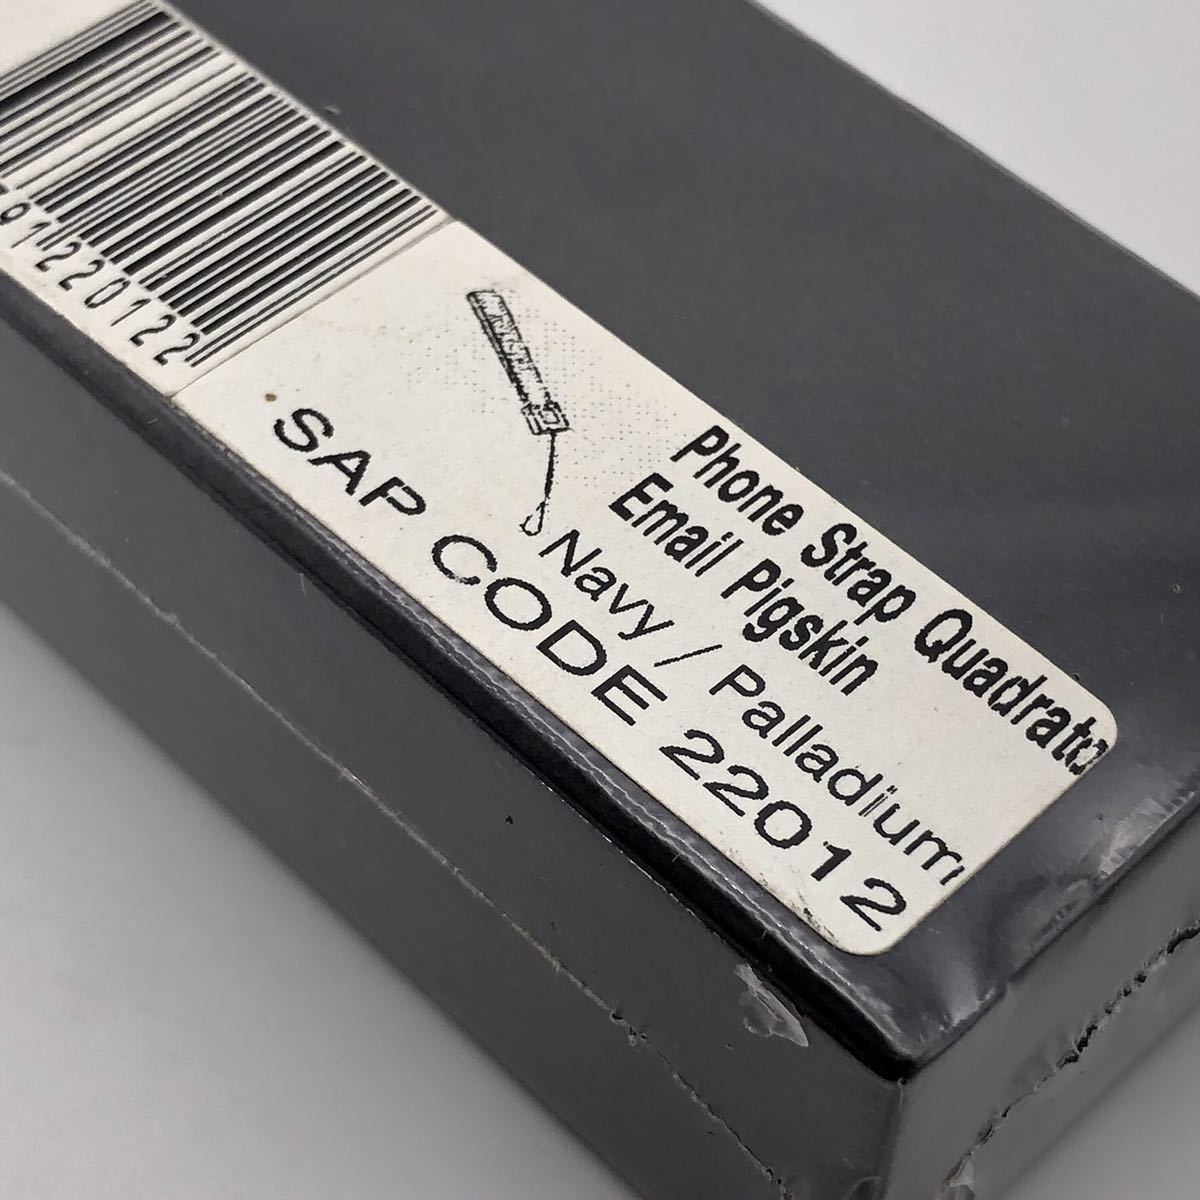 91220122
Phone Strap Quadrato
Email Pigskin
Navy / Palladium
SAP CODE 22012